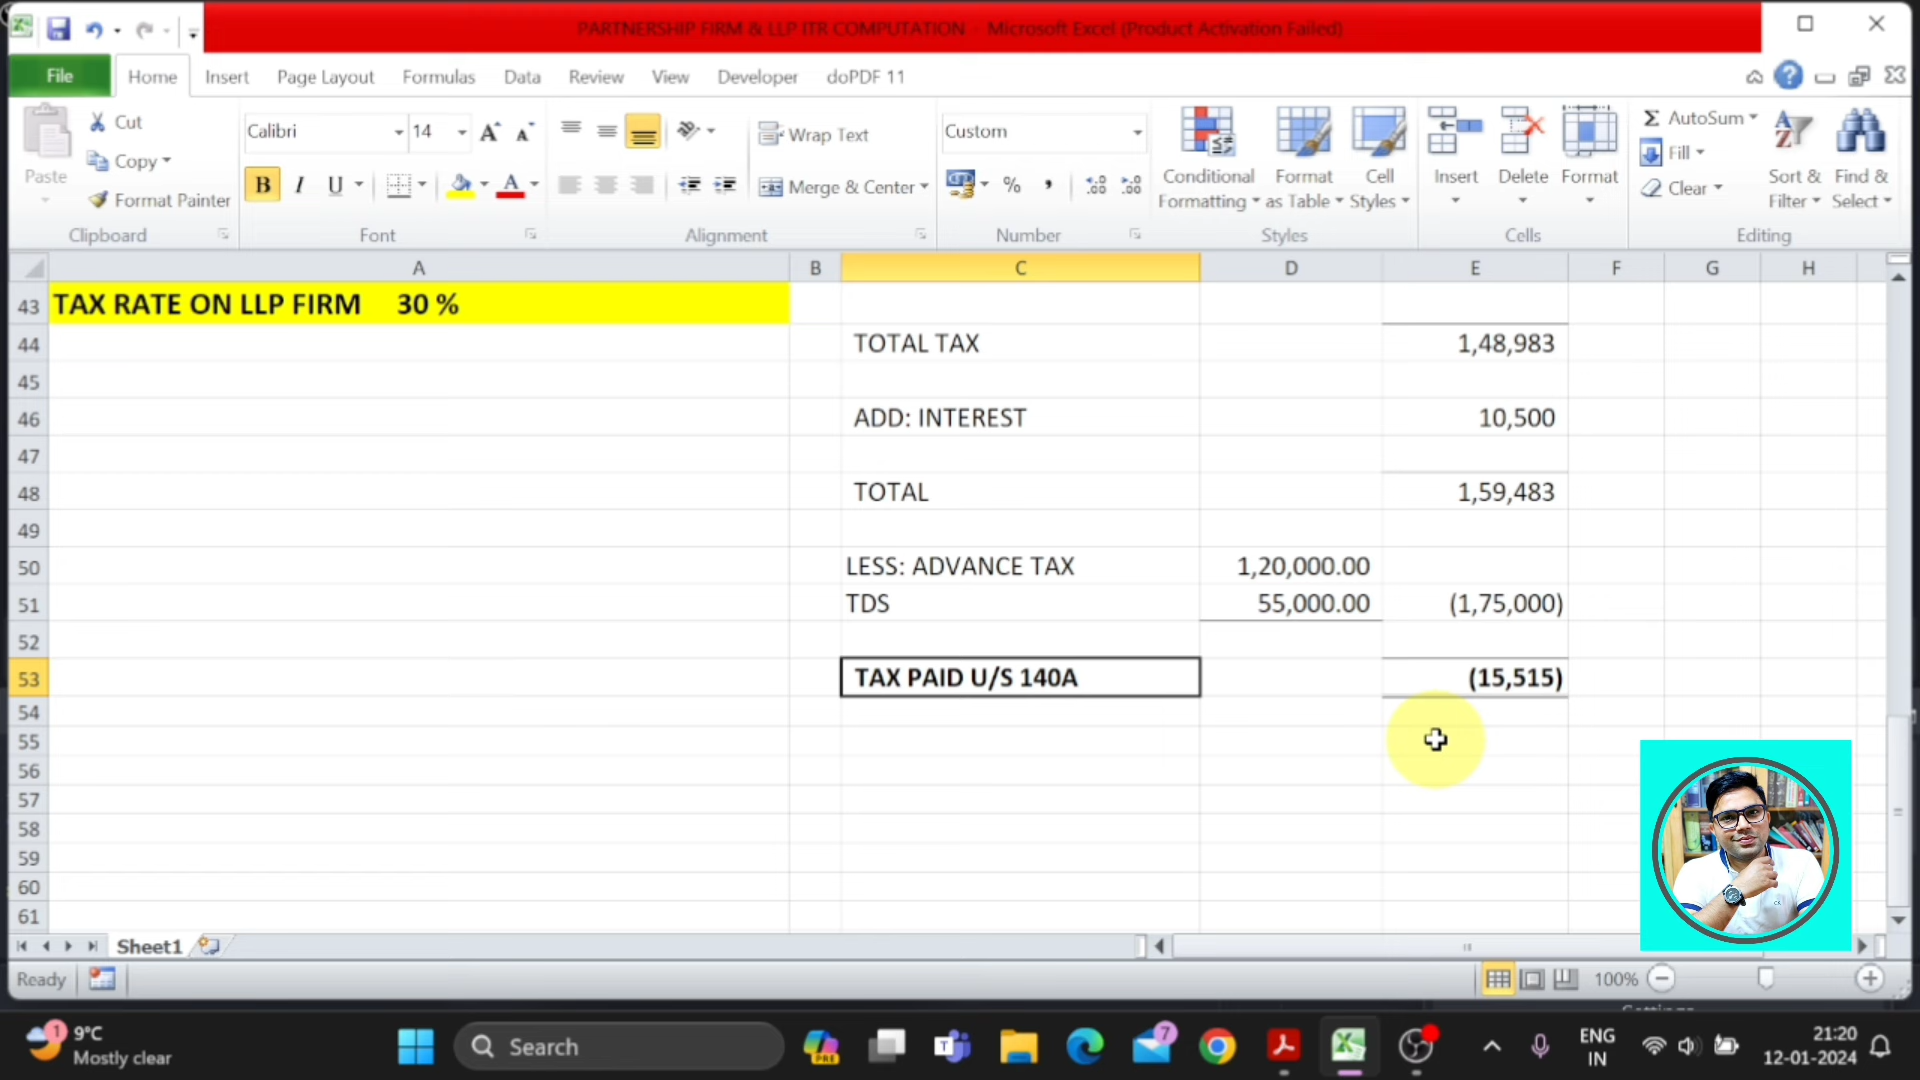 PARTNERSHIP FIRM & LLP ITR COMPUTATION - Microsoft Excel (Product Activation Failed)
File Home Insert Page Layout Formulas Data Review View Developer doPDF 11
Paste
Cut
Copy
Format Painter
Clipboard
Calibri 14
B I U
Font
Wrap Text
Merge & Center
Alignment
Custom
%
Number
Conditional Formatting
Format as Table
Cell Styles
Styles
Insert Delete Format
Cells
Σ AutoSum
Fill
Clear
Sort & Filter
Find & Select
Editing
A B C D E F G H
43 TAX RATE ON LLP FIRM 30 %
44 TOTAL TAX 1,48,983
45
46 ADD: INTEREST 10,500
47
48 TOTAL 1,59,483
49
50 LESS: ADVANCE TAX 1,20,000.00
51 TDS 55,000.00 (1,75,000)
52
53 TAX PAID U/S 140A (15,515)
54
55
56
57
58
59
60
61
Sheet1
Ready 100%
1 9°C
Mostly clear
Search
PRE
T
7
ENG
IN
21:20
12-01-2024